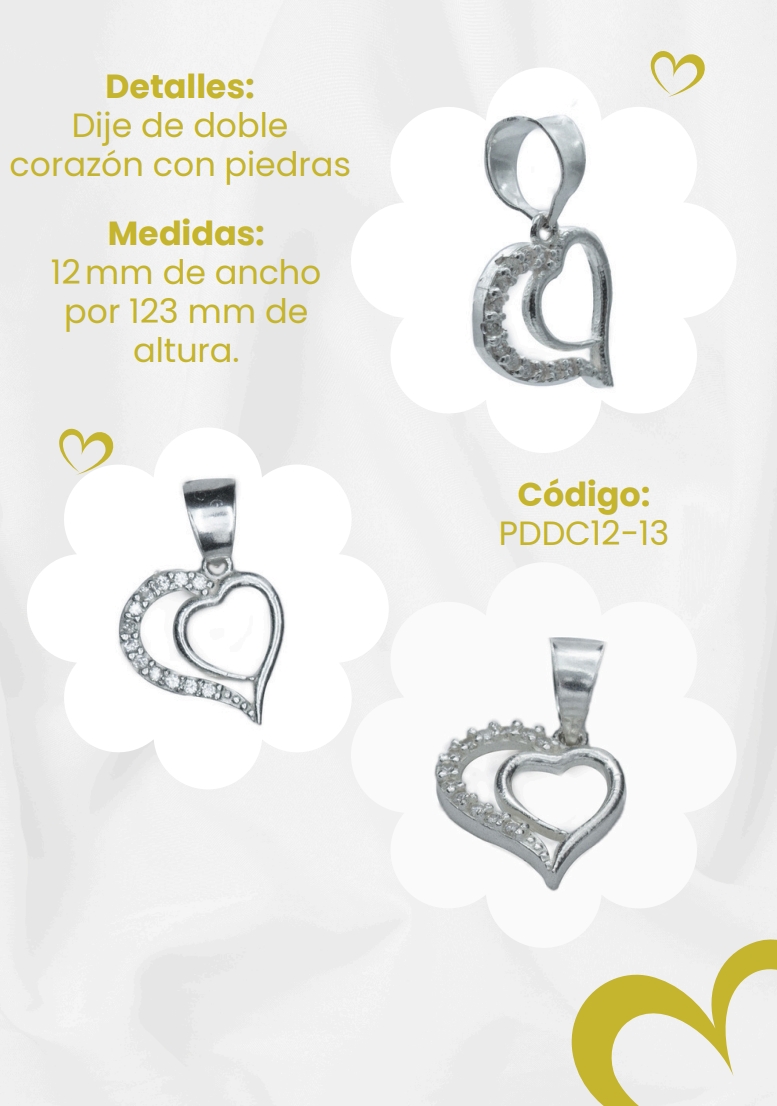 Detalles:
Dije de doble
corazón con piedras
Medidas:
12 mm de ancho
por 123 mm de
altura.
Código:
PDDC12-13